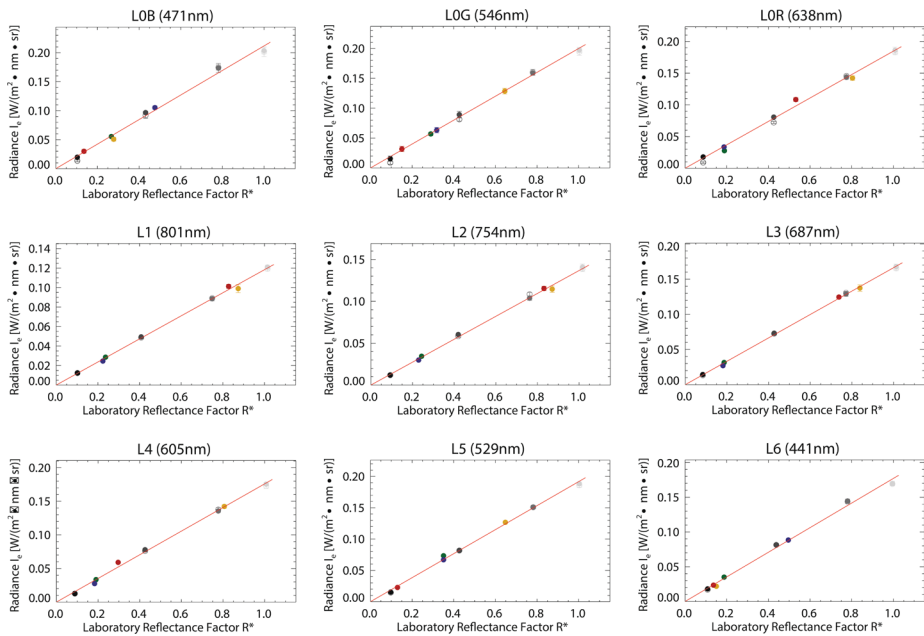 L0B (471nm)
L0G (546nm)
L0R (638nm)
Radiance Iₑ [W/(m² • nm • sr)]
0.20
0.15
0.10
0.05
0.00
0.0 0.2 0.4 0.6 0.8 1.0
Laboratory Reflectance Factor R*
Radiance Iₑ [W/(m² • nm • sr)]
0.20
0.15
0.10
0.05
0.00
0.0 0.2 0.4 0.6 0.8 1.0
Laboratory Reflectance Factor R*
Radiance Iₑ [W/(m² • nm • sr)]
0.20
0.15
0.10
0.05
0.00
0.0 0.2 0.4 0.6 0.8 1.0
Laboratory Reflectance Factor R*
L1 (801nm)
L2 (754nm)
L3 (687nm)
Radiance Iₑ [W/(m² • nm • sr)]
0.14
0.12
0.10
0.08
0.06
0.04
0.02
0.00
0.0 0.2 0.4 0.6 0.8 1.0
Laboratory Reflectance Factor R*
Radiance Iₑ [W/(m² • nm • sr)]
0.15
0.10
0.05
0.00
0.0 0.2 0.4 0.6 0.8 1.0
Laboratory Reflectance Factor R*
Radiance Iₑ [W/(m² • nm • sr)]
0.20
0.15
0.10
0.05
0.00
0.0 0.2 0.4 0.6 0.8 1.0
Laboratory Reflectance Factor R*
L4 (605nm)
L5 (529nm)
L6 (441nm)
Radiance Iₑ [W/(m² nm sr)]
0.20
0.15
0.10
0.05
0.00
0.0 0.2 0.4 0.6 0.8 1.0
Laboratory Reflectance Factor R*
Radiance Iₑ [W/(m² • nm • sr)]
0.20
0.15
0.10
0.05
0.00
0.0 0.2 0.4 0.6 0.8 1.0
Laboratory Reflectance Factor R*
Radiance Iₑ [W/(m² • nm • sr)]
0.20
0.15
0.10
0.05
0.00
0.0 0.2 0.4 0.6 0.8 1.0
Laboratory Reflectance Factor R*